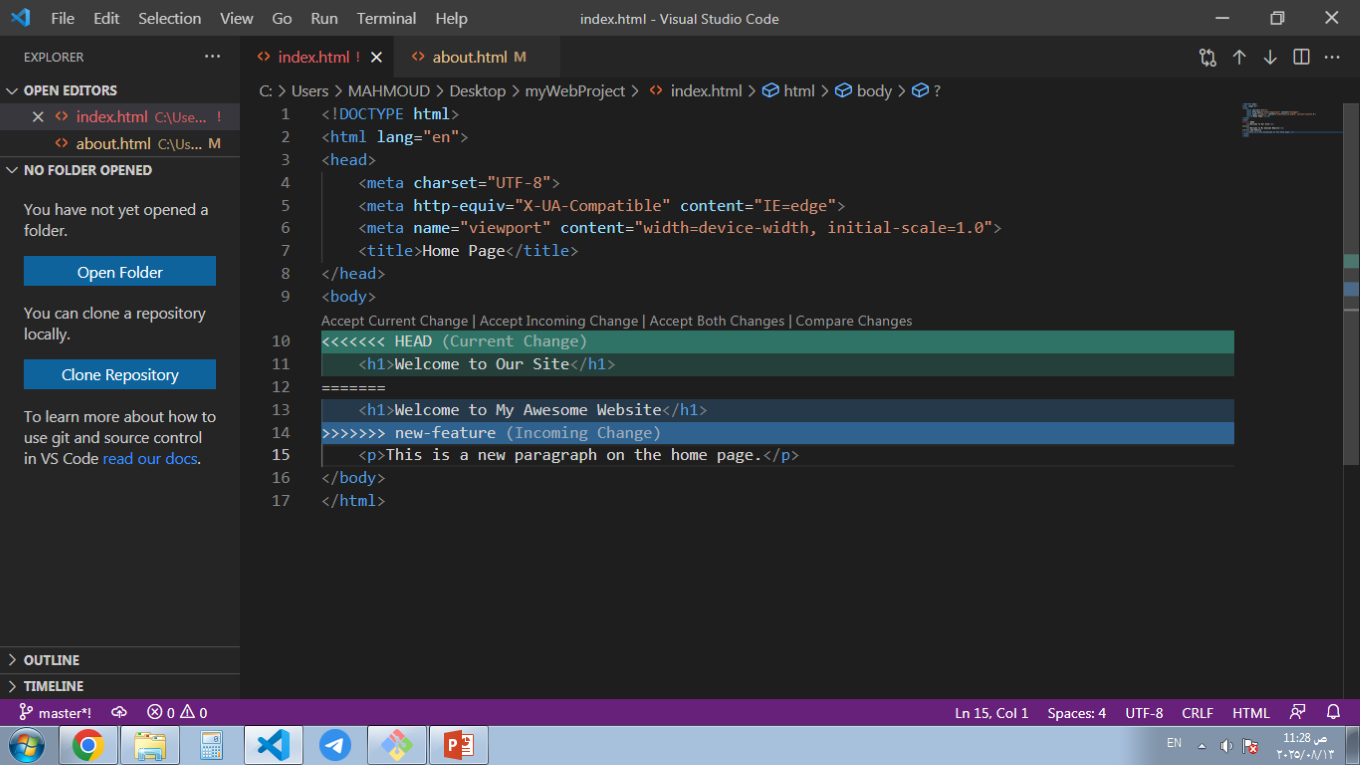 File Edit Selection View Go Run Terminal Help
index.html - Visual Studio Code
EXPLORER
OPEN EDITORS
index.html C:\Use... !
about.html C:\Us... M
NO FOLDER OPENED
You have not yet opened a
folder.
Open Folder
You can clone a repository
locally.
Clone Repository
To learn more about how to
use git and source control
in VS Code read our docs.
OUTLINE
TIMELINE
index.html ! about.html M
C: > Users > MAHMOUD > Desktop > myWebProject > index.html > html > body > ?
1 <!DOCTYPE html>
2 <html lang="en">
3 <head>
4 <meta charset="UTF-8">
5 <meta http-equiv="X-UA-Compatible" content="IE=edge">
6 <meta name="viewport" content="width=device-width, initial-scale=1.0">
7 <title>Home Page</title>
8 </head>
9 <body>
Accept Current Change | Accept Incoming Change | Accept Both Changes | Compare Changes
10 <<<<<<< HEAD (Current Change)
11 <h1>Welcome to Our Site</h1>
12 =======
13 <h1>Welcome to My Awesome Website</h1>
14 >>>>>>> new-feature (Incoming Change)
15 <p>This is a new paragraph on the home page.</p>
16 </body>
17 </html>
master*! 0 0
Ln 15, Col 1 Spaces: 4 UTF-8 CRLF HTML
EN
11:28 ص
٢٠٢٥/٠٨/١٣